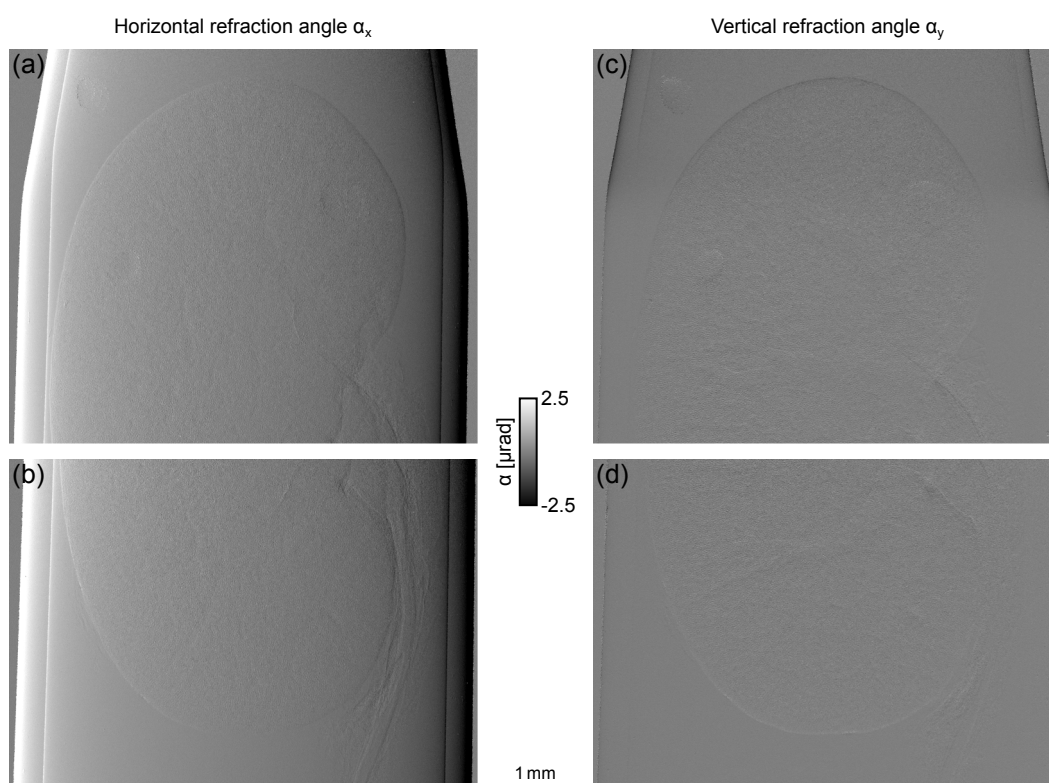 Horizontal refraction angle αx
Vertical refraction angle αy
(a)
(c)
α [μrad]
2.5
-2.5
(b)
(d)
1 mm